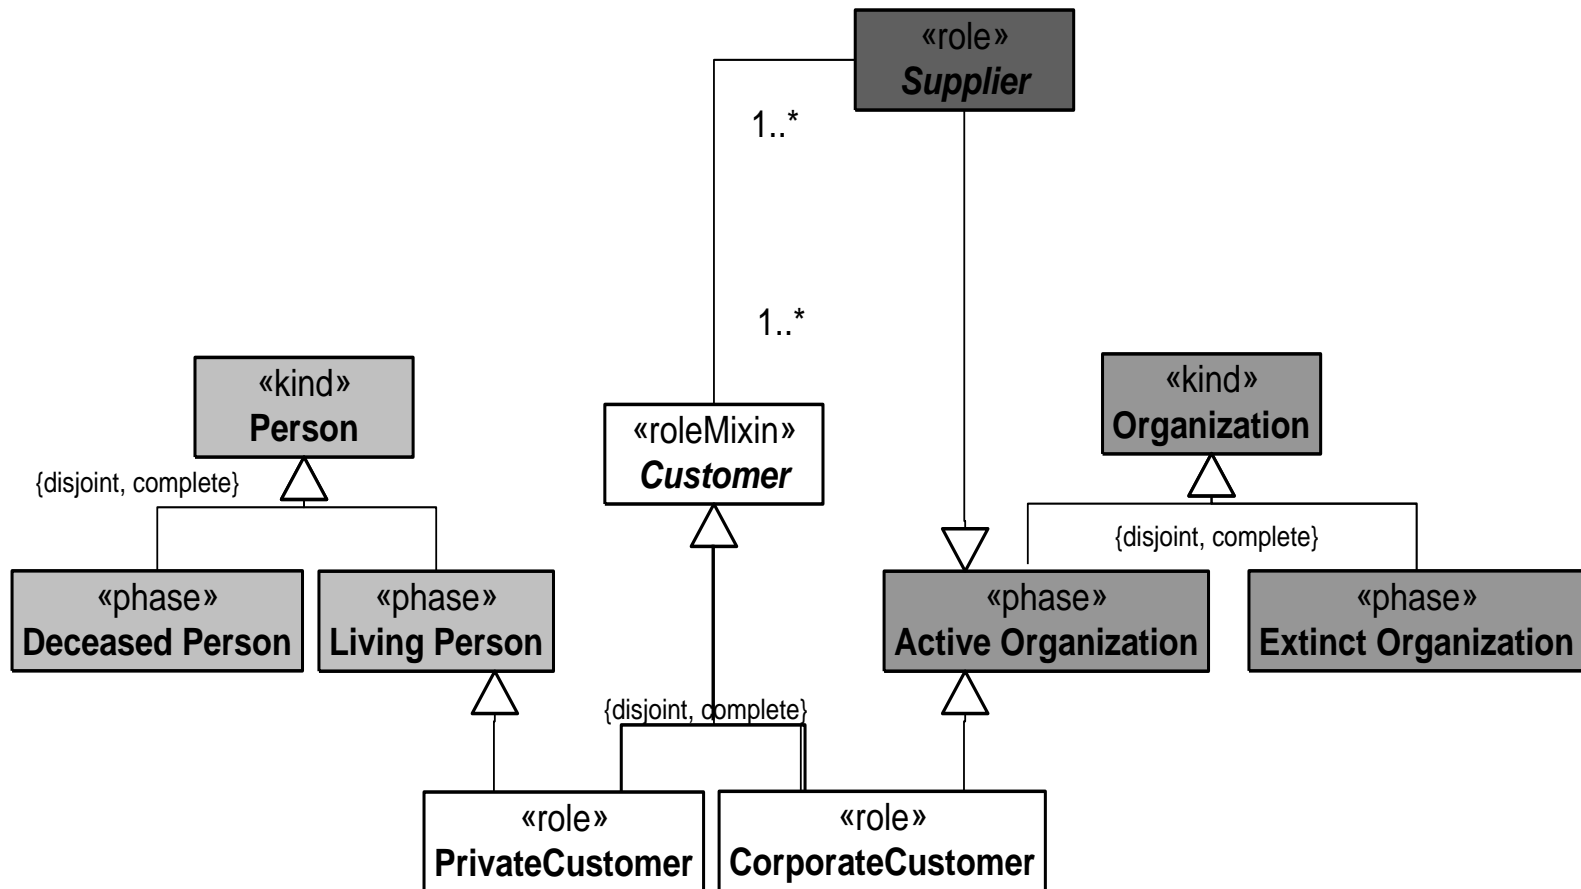 «role»
Supplier
1..*
1..*
«kind»
Person
«roleMixin»
Customer
«kind»
Organization
{disjoint, complete}
{disjoint, complete}
«phase»
Deceased Person
«phase»
Living Person
«phase»
Active Organization
«phase»
Extinct Organization
{disjoint, complete}
«role»
PrivateCustomer
«role»
CorporateCustomer